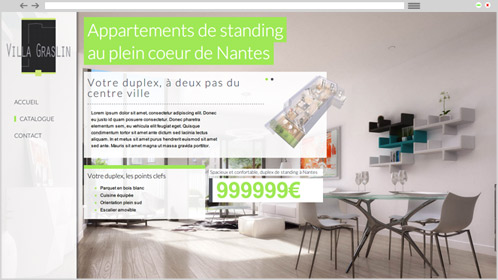 Appartements de standing
au plein coeur de Nantes
VILLA GRASLIN
ACCUEIL
CATALOGUE
CONTACT
Votre duplex, à deux pas du
centre ville
Lorem ipsum dolor sit amet, consectetur adipiscing elit. Donec
eu justo id quam posuere consectetur. Donec pharetra
elementum sem, eu vehicula elit feugiat eget. Quisque
condimentum tortor sit amet ante dictum sed lacinia lectus
aliquam. In et metus sit amet purus hendrerit euismod sit amet
sed ante. Mauris ut magna ut massa gravida porttitor.
Votre duplex, les points clefs
Parquet en bois blanc
Cuisine équipée
Orientation plein sud
Escalier amovible
Spacieux et confortable, duplex de standing a Nantes
999999€